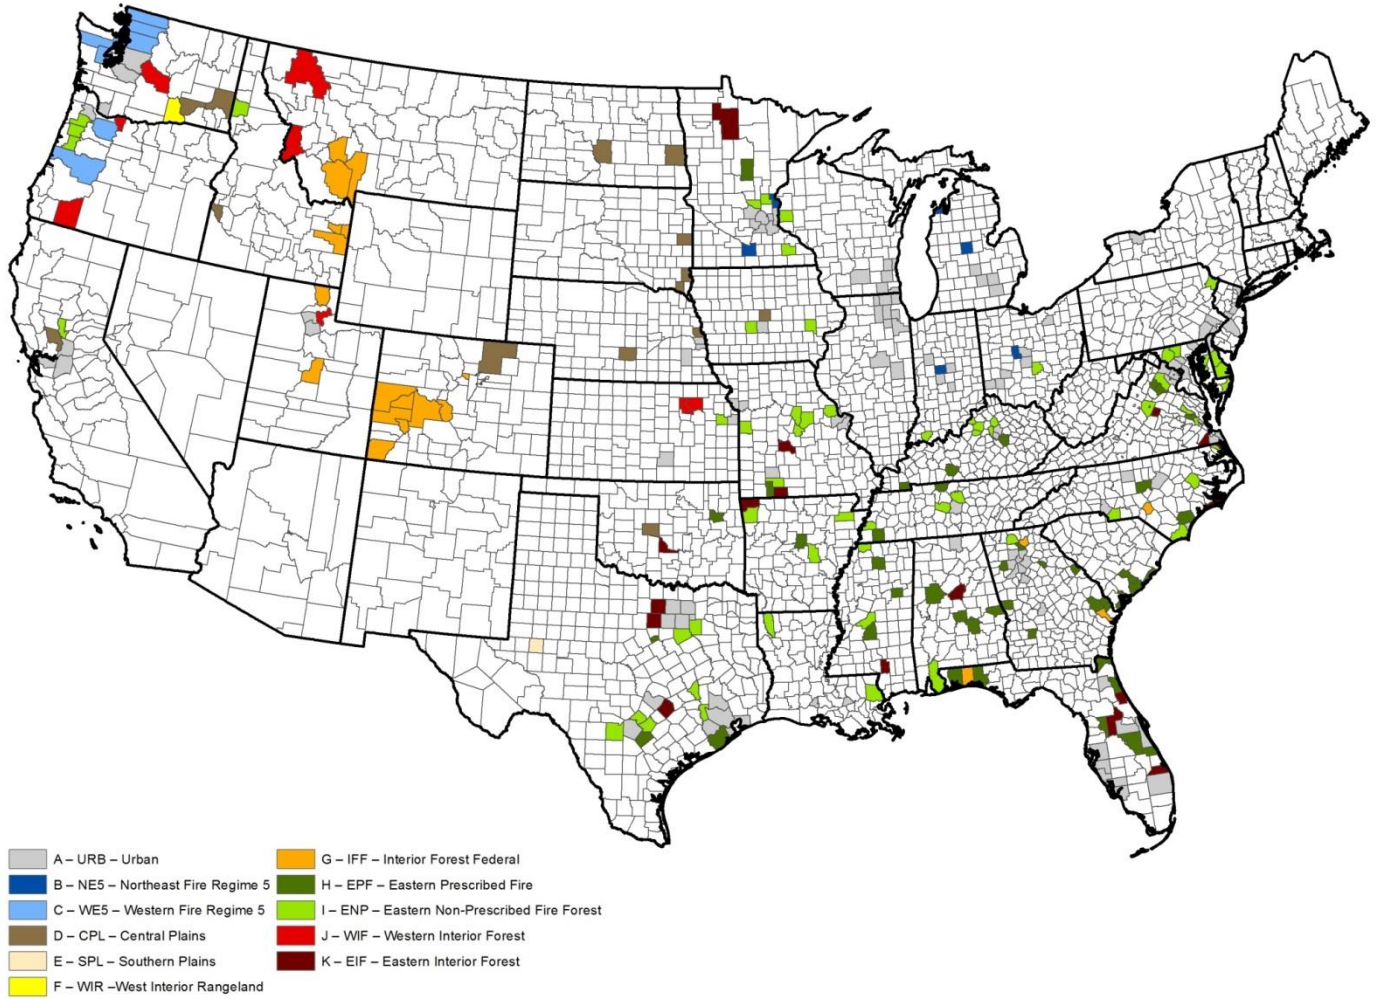 A – URB – Urban
B – NE5 – Northeast Fire Regime 5
C – WE5 – Western Fire Regime 5
D – CPL – Central Plains
E – SPL – Southern Plains
F – WIR –West Interior Rangeland
G – IFF – Interior Forest Federal
H – EPF – Eastern Prescribed Fire
I – ENP – Eastern Non-Prescribed Fire Forest
J – WIF – Western Interior Forest
K – EIF – Eastern Interior Forest